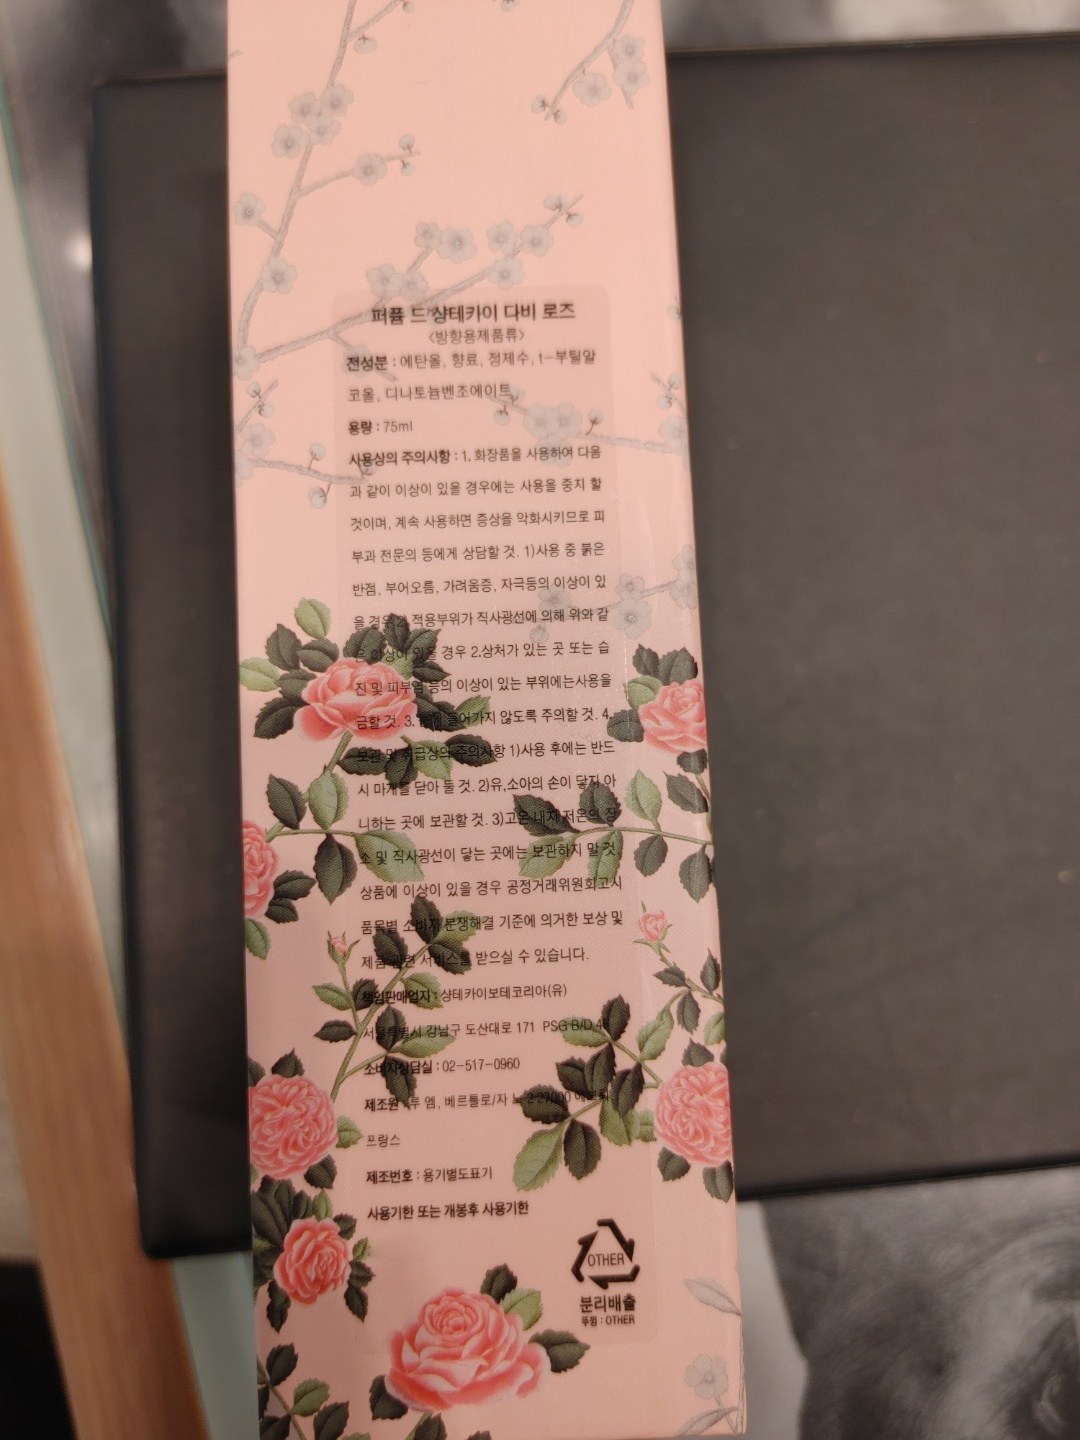 퍼퓸 드 샹테카이 다비 로즈
<방향용제품류>
전성분 : 에탄올, 향료, 정제수, t-부틸알
코올, 디나토늄벤조에이트
용량 : 75ml
사용상의 주의사항 : 1. 화장품을 사용하여 다음
과 같이 이상이 있을 경우에는 사용을 중지 할
것이며, 계속 사용하면 증상을 악화시키므로 피
부과 전문의 등에게 상담할 것. 1)사용 중 붉은
반점, 부어오름, 가려움증, 자극등의 이상이 있
을 경우 2) 적용부위가 직사광선에 의해 위와 같
은 이상이 있을 경우 2.상처가 있는 곳 또는 습
진 및 피부염 등의 이상이 있는 부위에는사용을
금할 것. 3. 눈에 들어가지 않도록 주의할 것. 4.
보관 및 취급상의 주의사항 1)사용 후에는 반드
시 마개를 닫아 둘 것. 2)유,소아의 손이 닿지 아
니하는 곳에 보관할 것. 3)고온 내지 저온의 장
소 및 직사광선이 닿는 곳에는 보관하지 말 것.
상품에 이상이 있을 경우 공정거래위원회고시
품목별 소비자 분쟁해결 기준에 의거한 보상 및
제품 관련 서비스를 받으실 수 있습니다.
책임판매업자 : 샹테카이보테코리아(유)
서울특별시 강남구 도산대로 171 PSG B/D
소비자상담실 : 02-517-0960
제조원 : 루 엠, 베르틀로/자 노 2 27000
프랑스
제조번호 : 용기별도표기
사용기한 또는 개봉후 사용기한
OTHER
분리배출
뚜껑 : OTHER